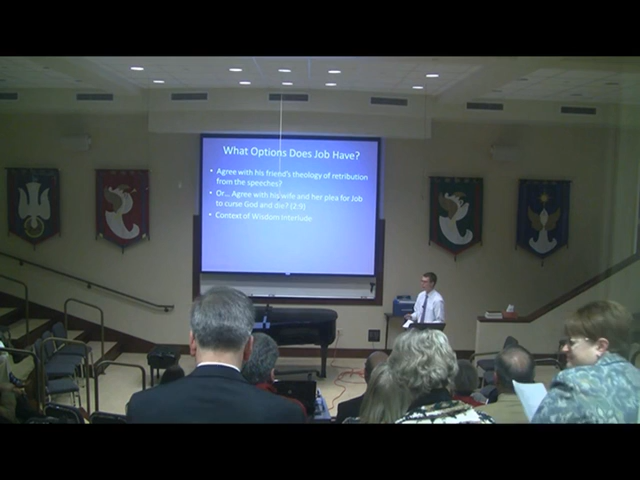 What Options Does Job Have?
• Agree with his friend's theology of retribution
from the speeches?
• Or... Agree with his wife and her plea for Job
to curse God and die? (2:9)
• Context of Wisdom Interlude